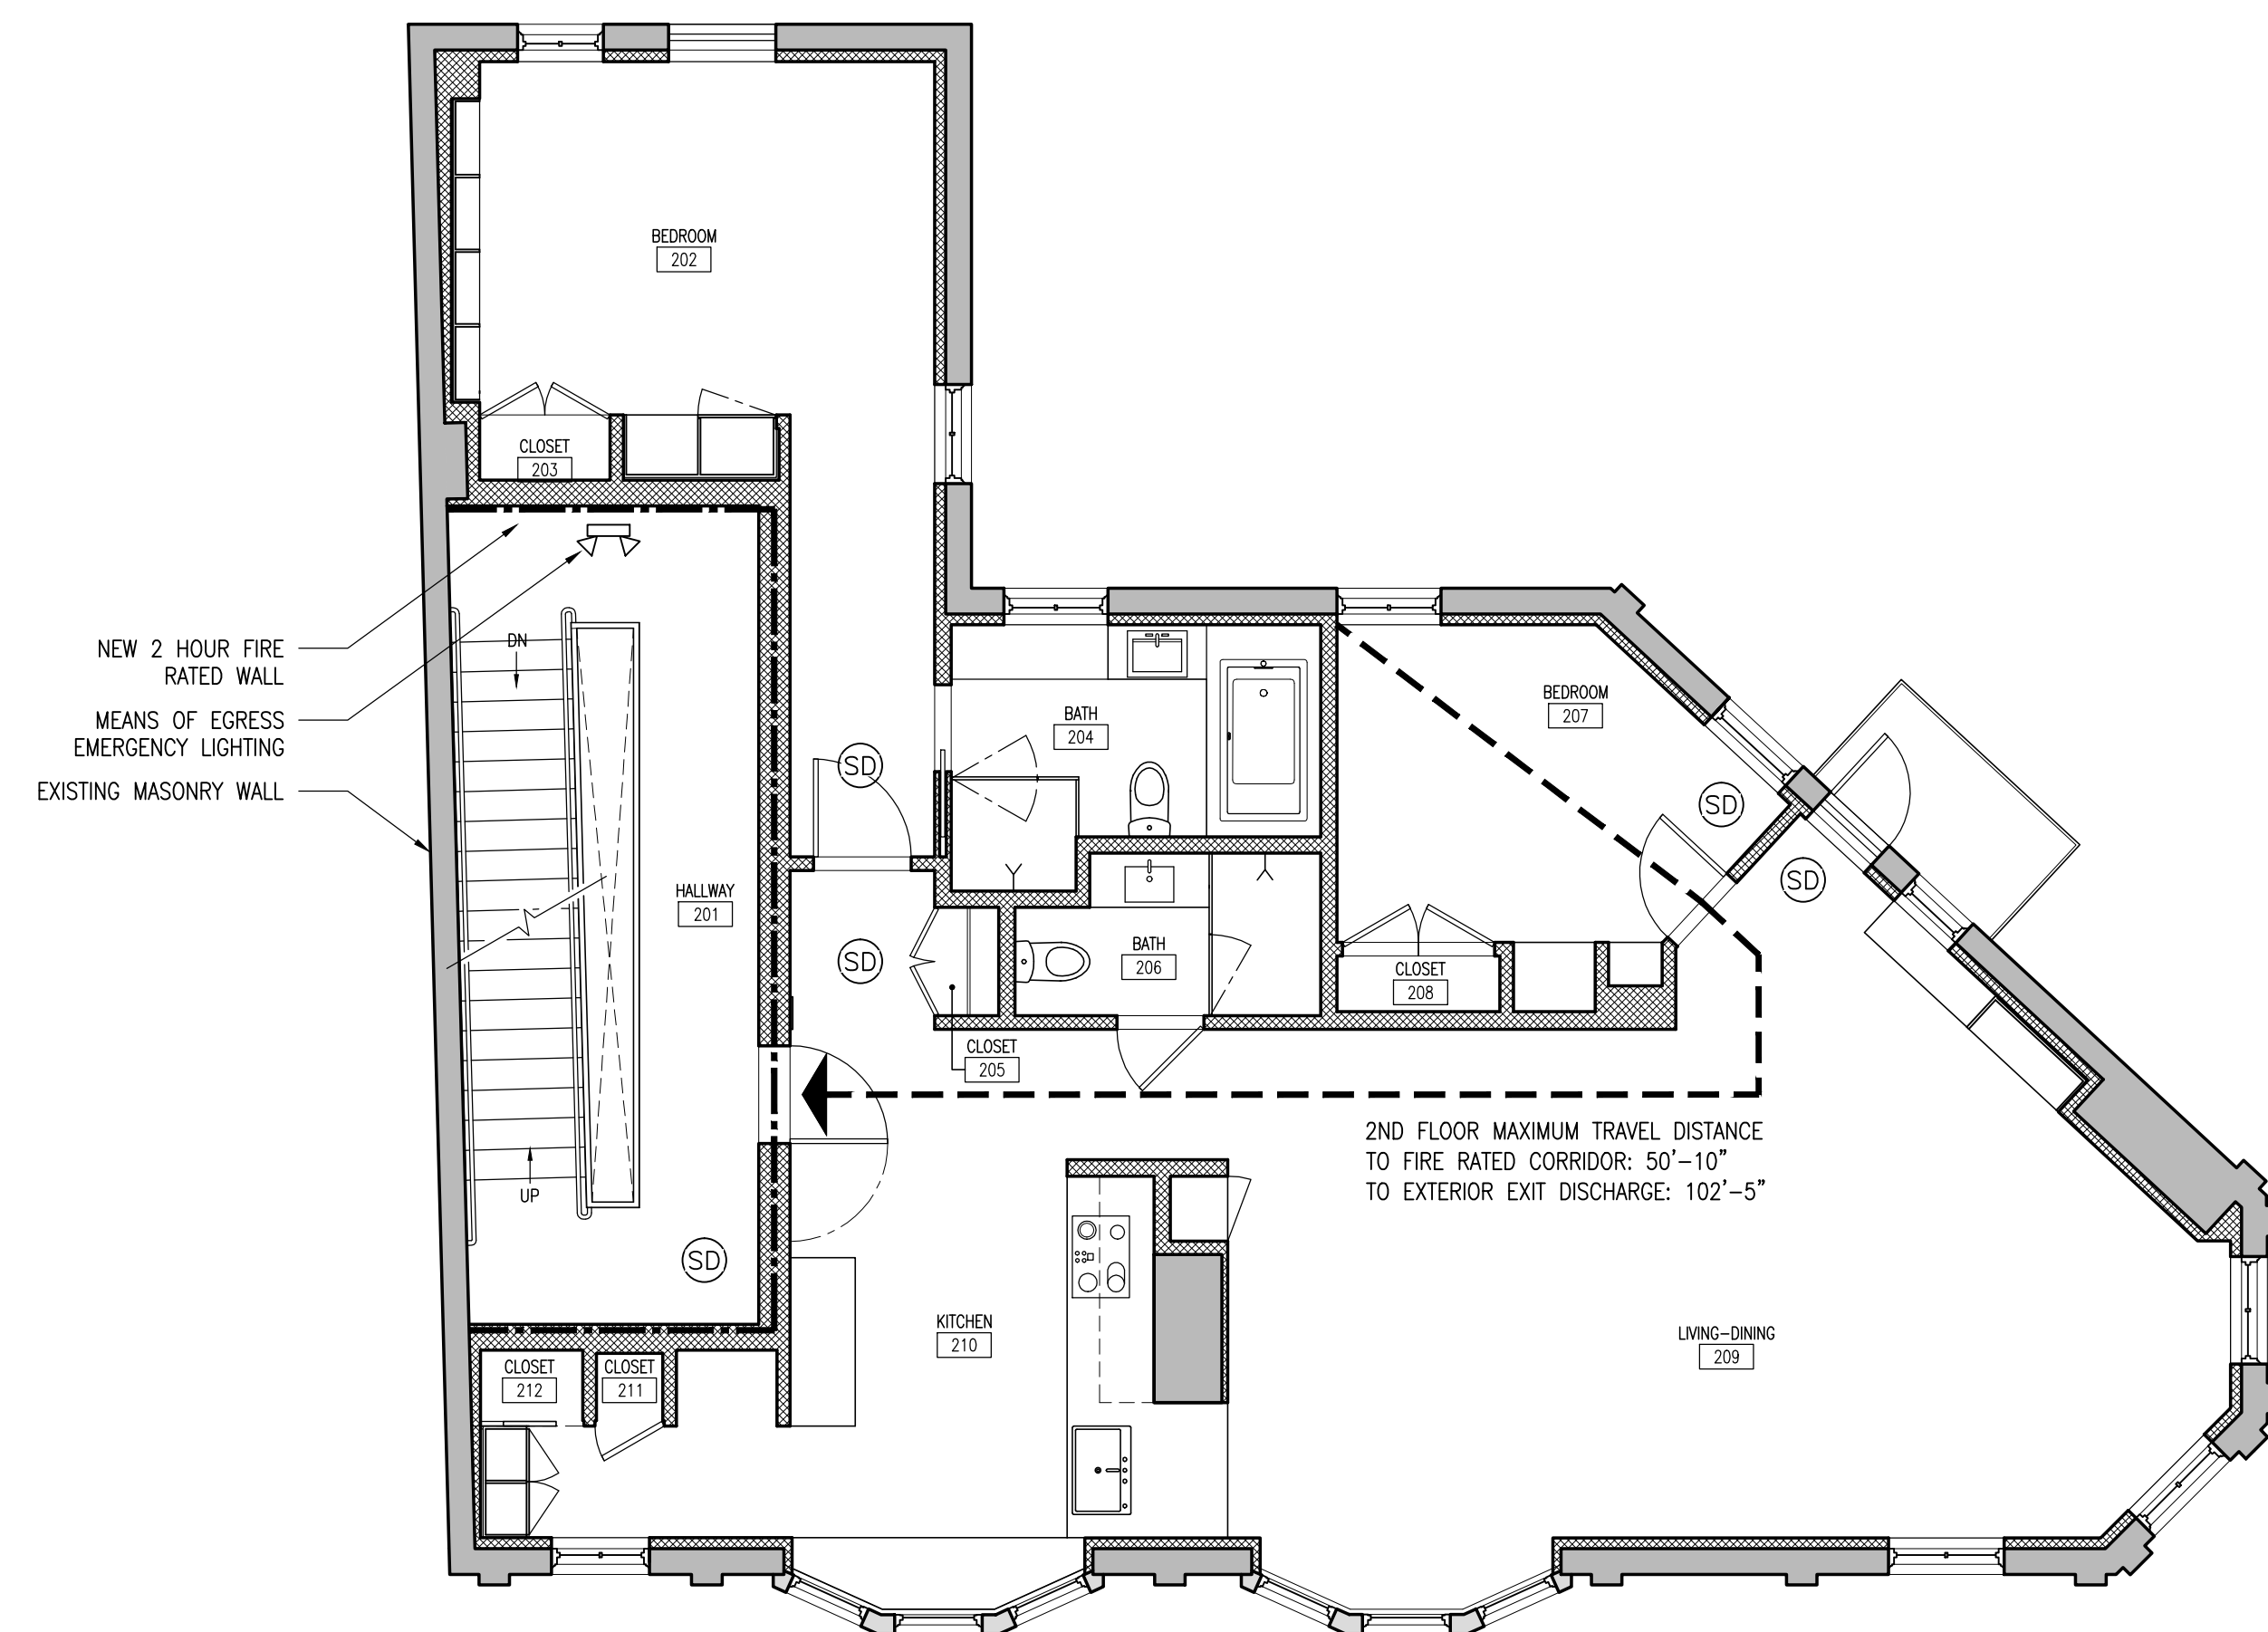 BEDROOM
202
CLOSET
203
NEW 2 HOUR FIRE
RATED WALL
MEANS OF EGRESS
EMERGENCY LIGHTING
EXISTING MASONRY WALL
DN
HALLWAY
201
UP
SD
SD
SD
BATH
204
BATH
206
CLOSET
205
BEDROOM
207
SD
SD
CLOSET
208
2ND FLOOR MAXIMUM TRAVEL DISTANCE
TO FIRE RATED CORRIDOR: 50'-10"
TO EXTERIOR EXIT DISCHARGE: 102'-5"
KITCHEN
210
LIVING-DINING
209
CLOSET
212
CLOSET
211